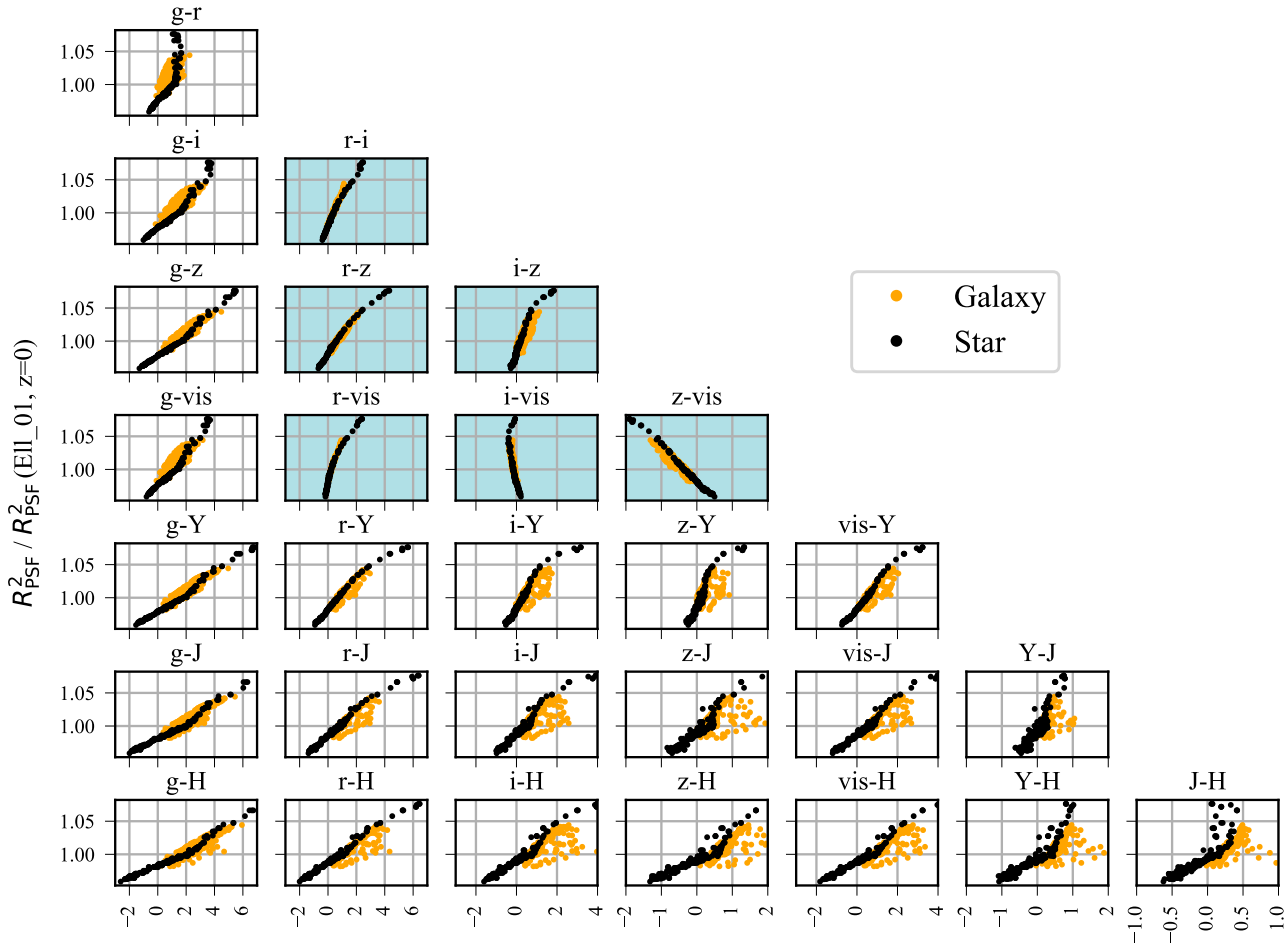 g-r
1.05
1.00
g-i
r-i
1.05
1.00
g-z
r-z
i-z
1.05
1.00
Galaxy
Star
g-vis
r-vis
i-vis
z-vis
1.05
1.00
R²PSF / R²PSF (Ell_01, z=0)
g-Y
r-Y
i-Y
z-Y
vis-Y
1.05
1.00
g-J
r-J
i-J
z-J
vis-J
Y-J
1.05
1.00
g-H
r-H
i-H
z-H
vis-H
Y-H
J-H
1.05
1.00
−2 0 2 4 6
−2 0 2 4 6
−2 0 2 4
−2 −1 0 1 2
−2 0 2 4
−2 −1 0 1 2
−1.0 −0.5 0.0 0.5 1.0